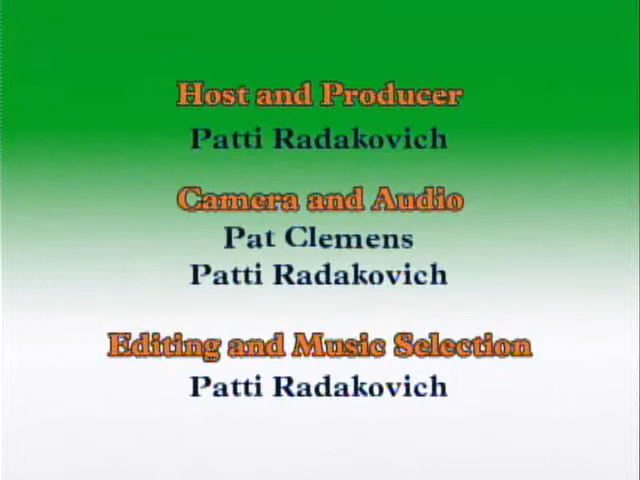 Host and Producer
Patti Radakovich
Camera and Audio
Pat Clemens
Patti Radakovich
Editing and Music Selection
Patti Radakovich